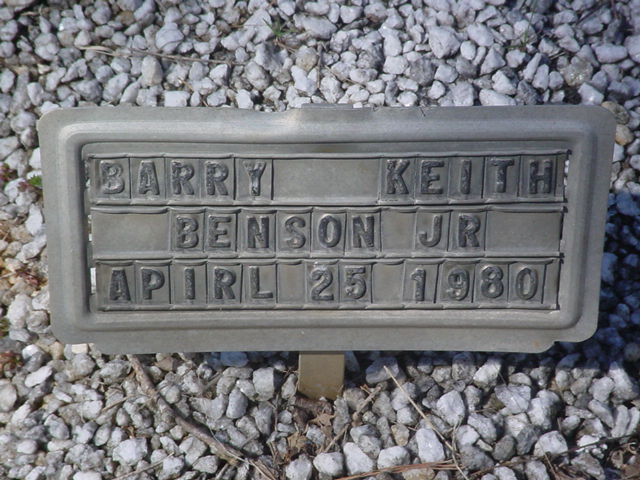 BARRY KEITH
BENSON JR
APIRL 25 1980